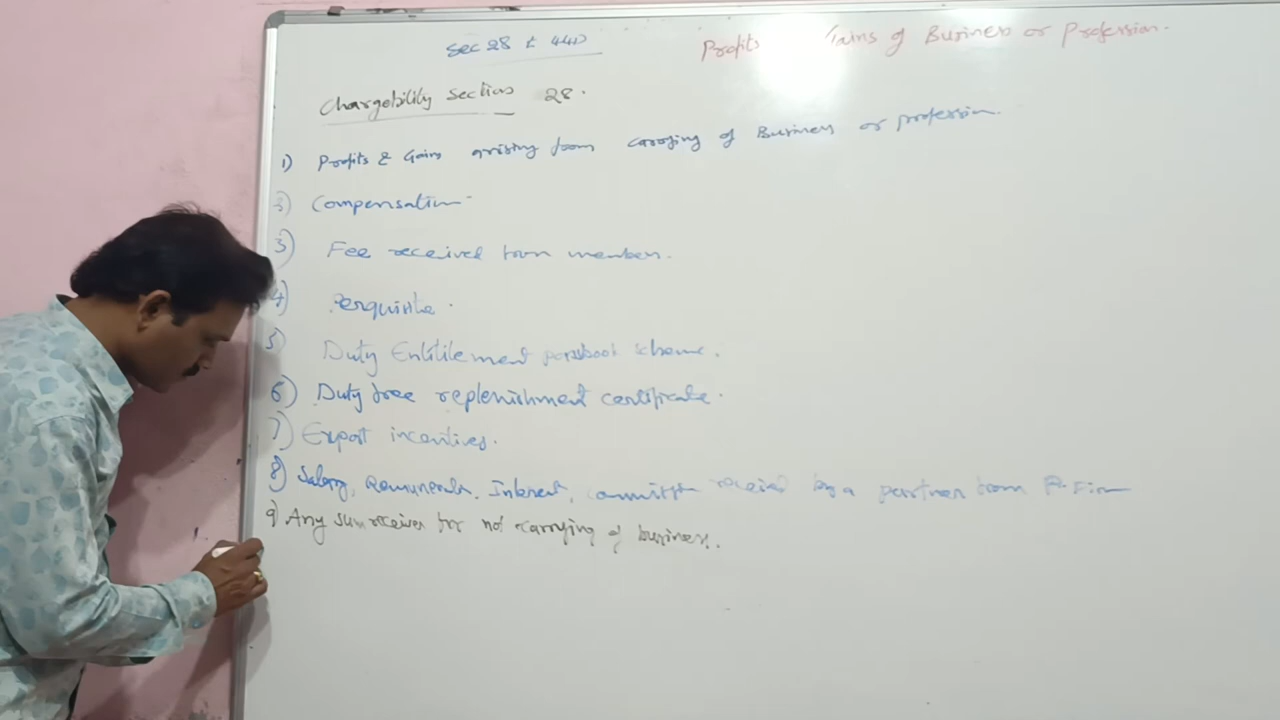 Sec 28 t 44D
Profits Gains of Business or Profession.
Chargebility Section 28.
1) Profits & Gains arising from carrying of Business or profession.
2) Compensation
3) Fee received from members.
4) Perquisite.
5) Duty Entitilement passbook scheme.
6) Duty free replenishment certificate.
7) Export incentives.
8) Salary, Remuneration, Interest, received by a partner from P. Firm
9) Any sum received for not carrying of business.